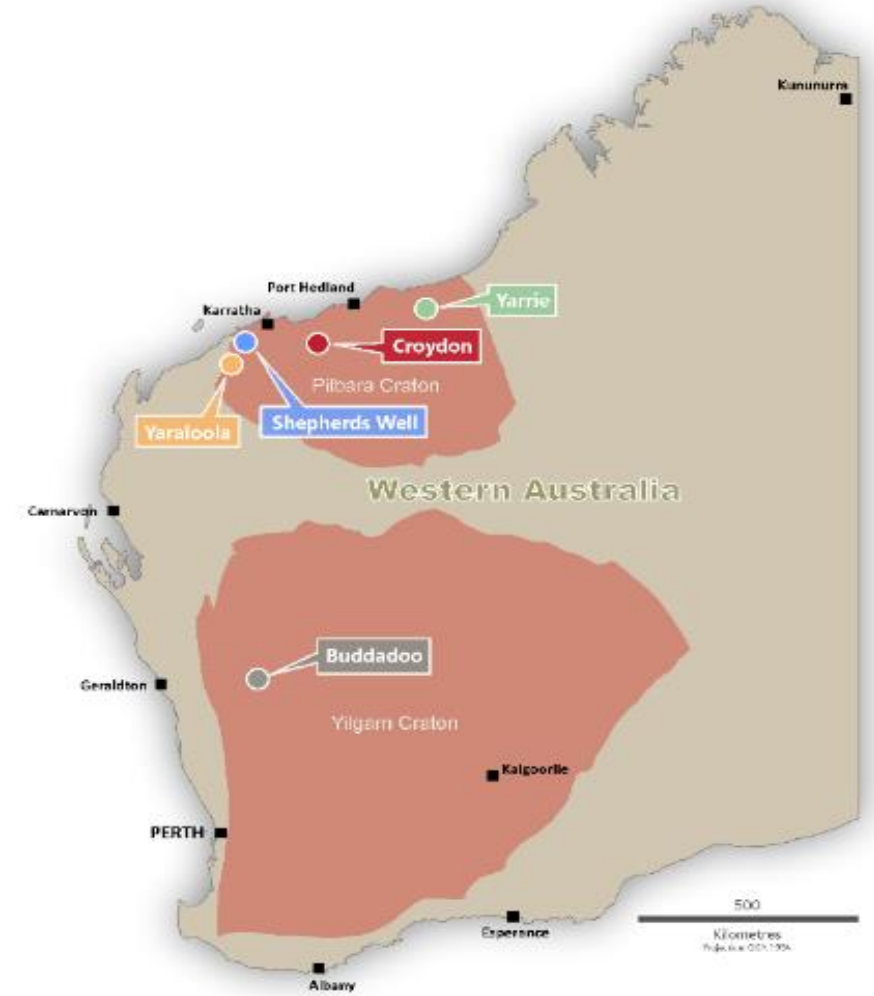 Kununurra
Port Hedland
Karratha
Yarrie
Croydon
Pilbara Craton
Shepherds Well
Yaraloola
Western Australia
Carnarvon
Buddadoo
Geraldton
Yilgarn Craton
Kalgoorlie
PERTH
500
Kilometres
Esperance
Albany